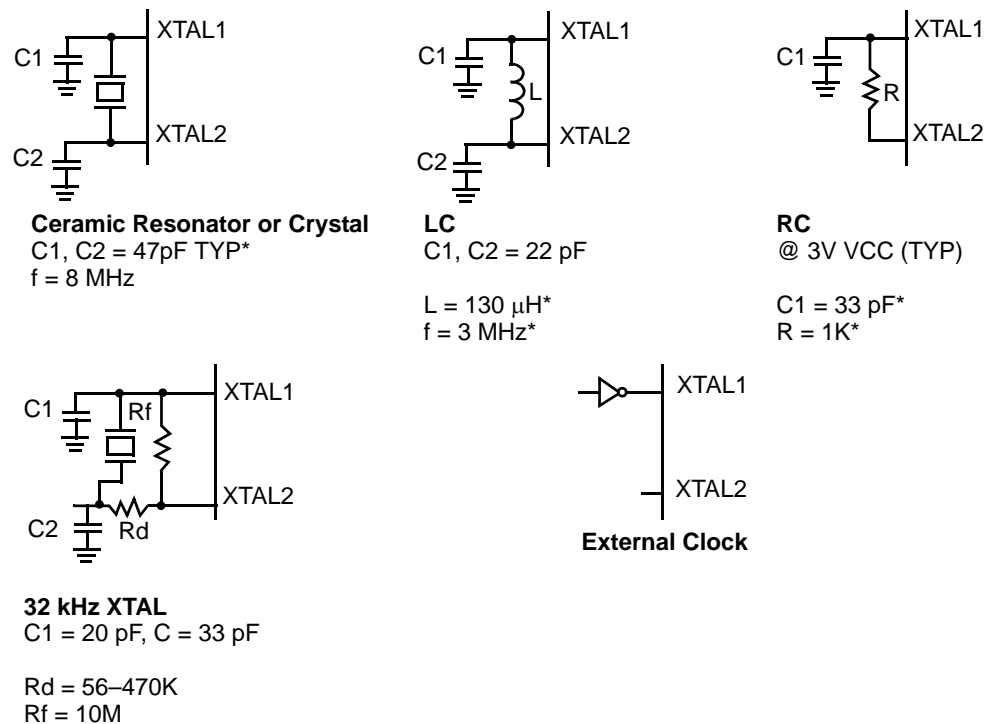 XTAL1
C1
XTAL2
C2
Ceramic Resonator or Crystal
C1, C2 = 47pF TYP*
f = 8 MHz
XTAL1
C1
L
XTAL2
C2
LC
C1, C2 = 22 pF
L = 130 μH*
f = 3 MHz*
XTAL1
C1
R
XTAL2
RC
@ 3V VCC (TYP)
C1 = 33 pF*
R = 1K*
XTAL1
C1
Rf
XTAL2
C2
Rd
32 kHz XTAL
C1 = 20 pF, C = 33 pF
Rd = 56–470K
Rf = 10M
XTAL1
XTAL2
External Clock